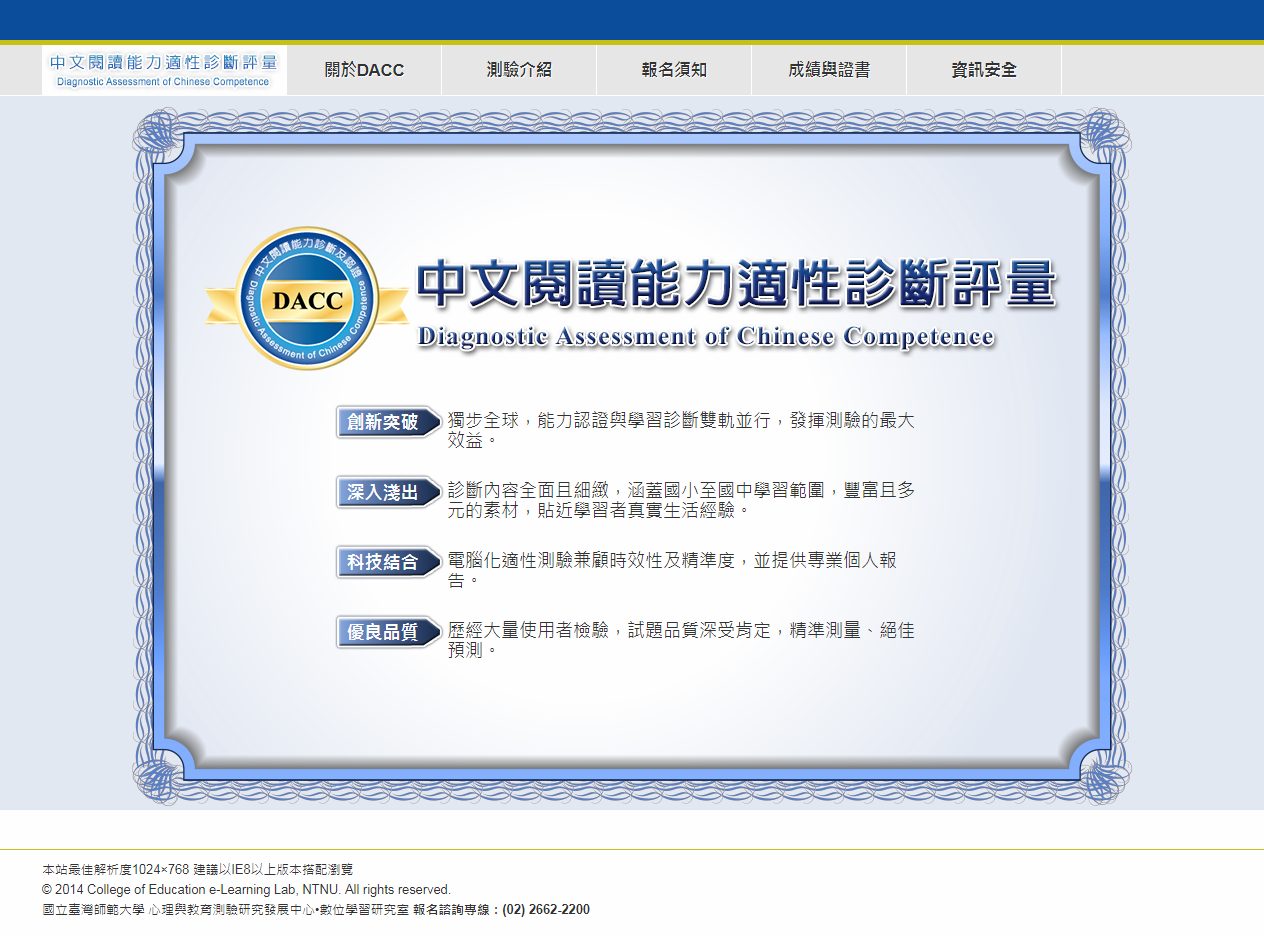 中文閱讀能力適性診斷評量
Diagnostic Assessment of Chinese Competence
關於DACC
測驗介紹
報名須知
成績與證書
資訊安全
中文閱讀能力診斷及認證
DACC
Diagnostic Assessment of Chinese Competence
中文閱讀能力適性診斷評量
Diagnostic Assessment of Chinese Competence
創新突破
獨步全球，能力認證與學習診斷雙軌並行，發揮測驗的最大
效益。
深入淺出
診斷內容全面且細緻，涵蓋國小至國中學習範圍，豐富且多
元的素材，貼近學習者真實生活經驗。
科技結合
電腦化適性測驗兼顧時效性及精準度，並提供專業個人報
告。
優良品質
歷經大量使用者檢驗，試題品質深受肯定，精準測量、絕佳
預測。
本站最佳解析度1024×768 建議以IE8以上版本搭配瀏覽
© 2014 College of Education e-Learning Lab, NTNU. All rights reserved.
國立臺灣師範大學 心理與教育測驗研究發展中心•數位學習研究室 報名諮詢專線：(02) 2662-2200